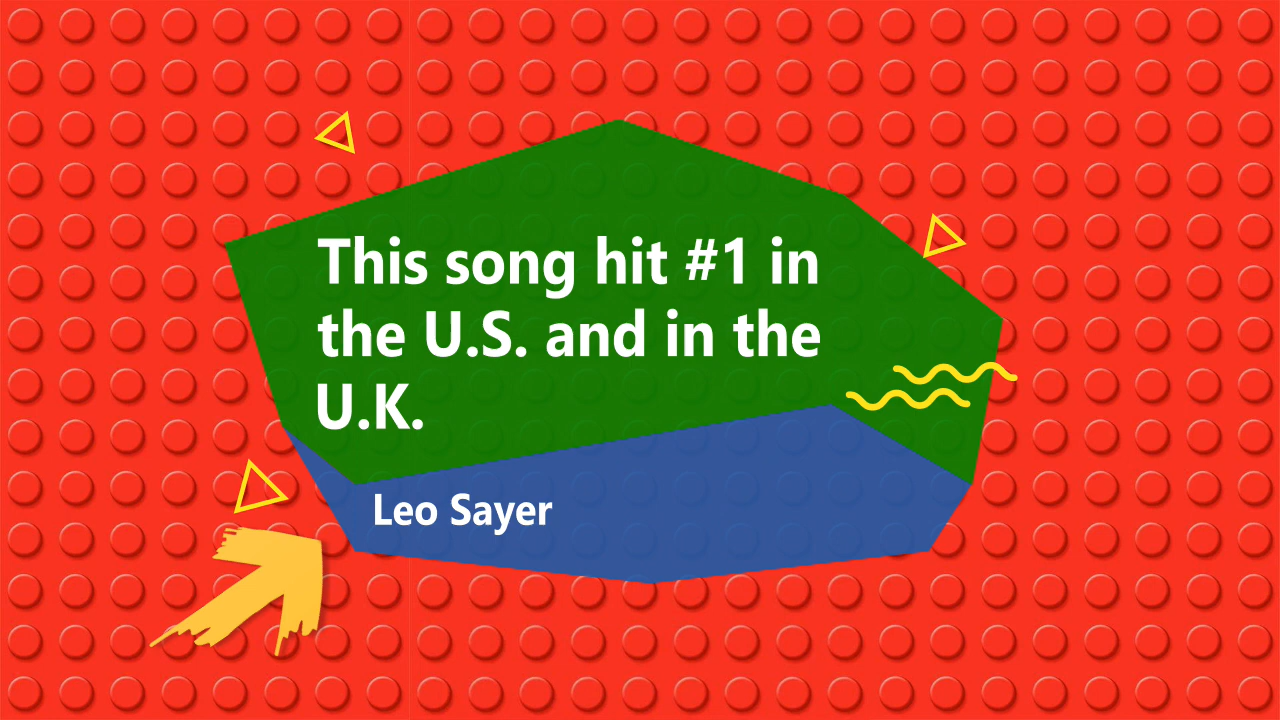 This song hit #1 in
the U.S. and in the
U.K.
Leo Sayer